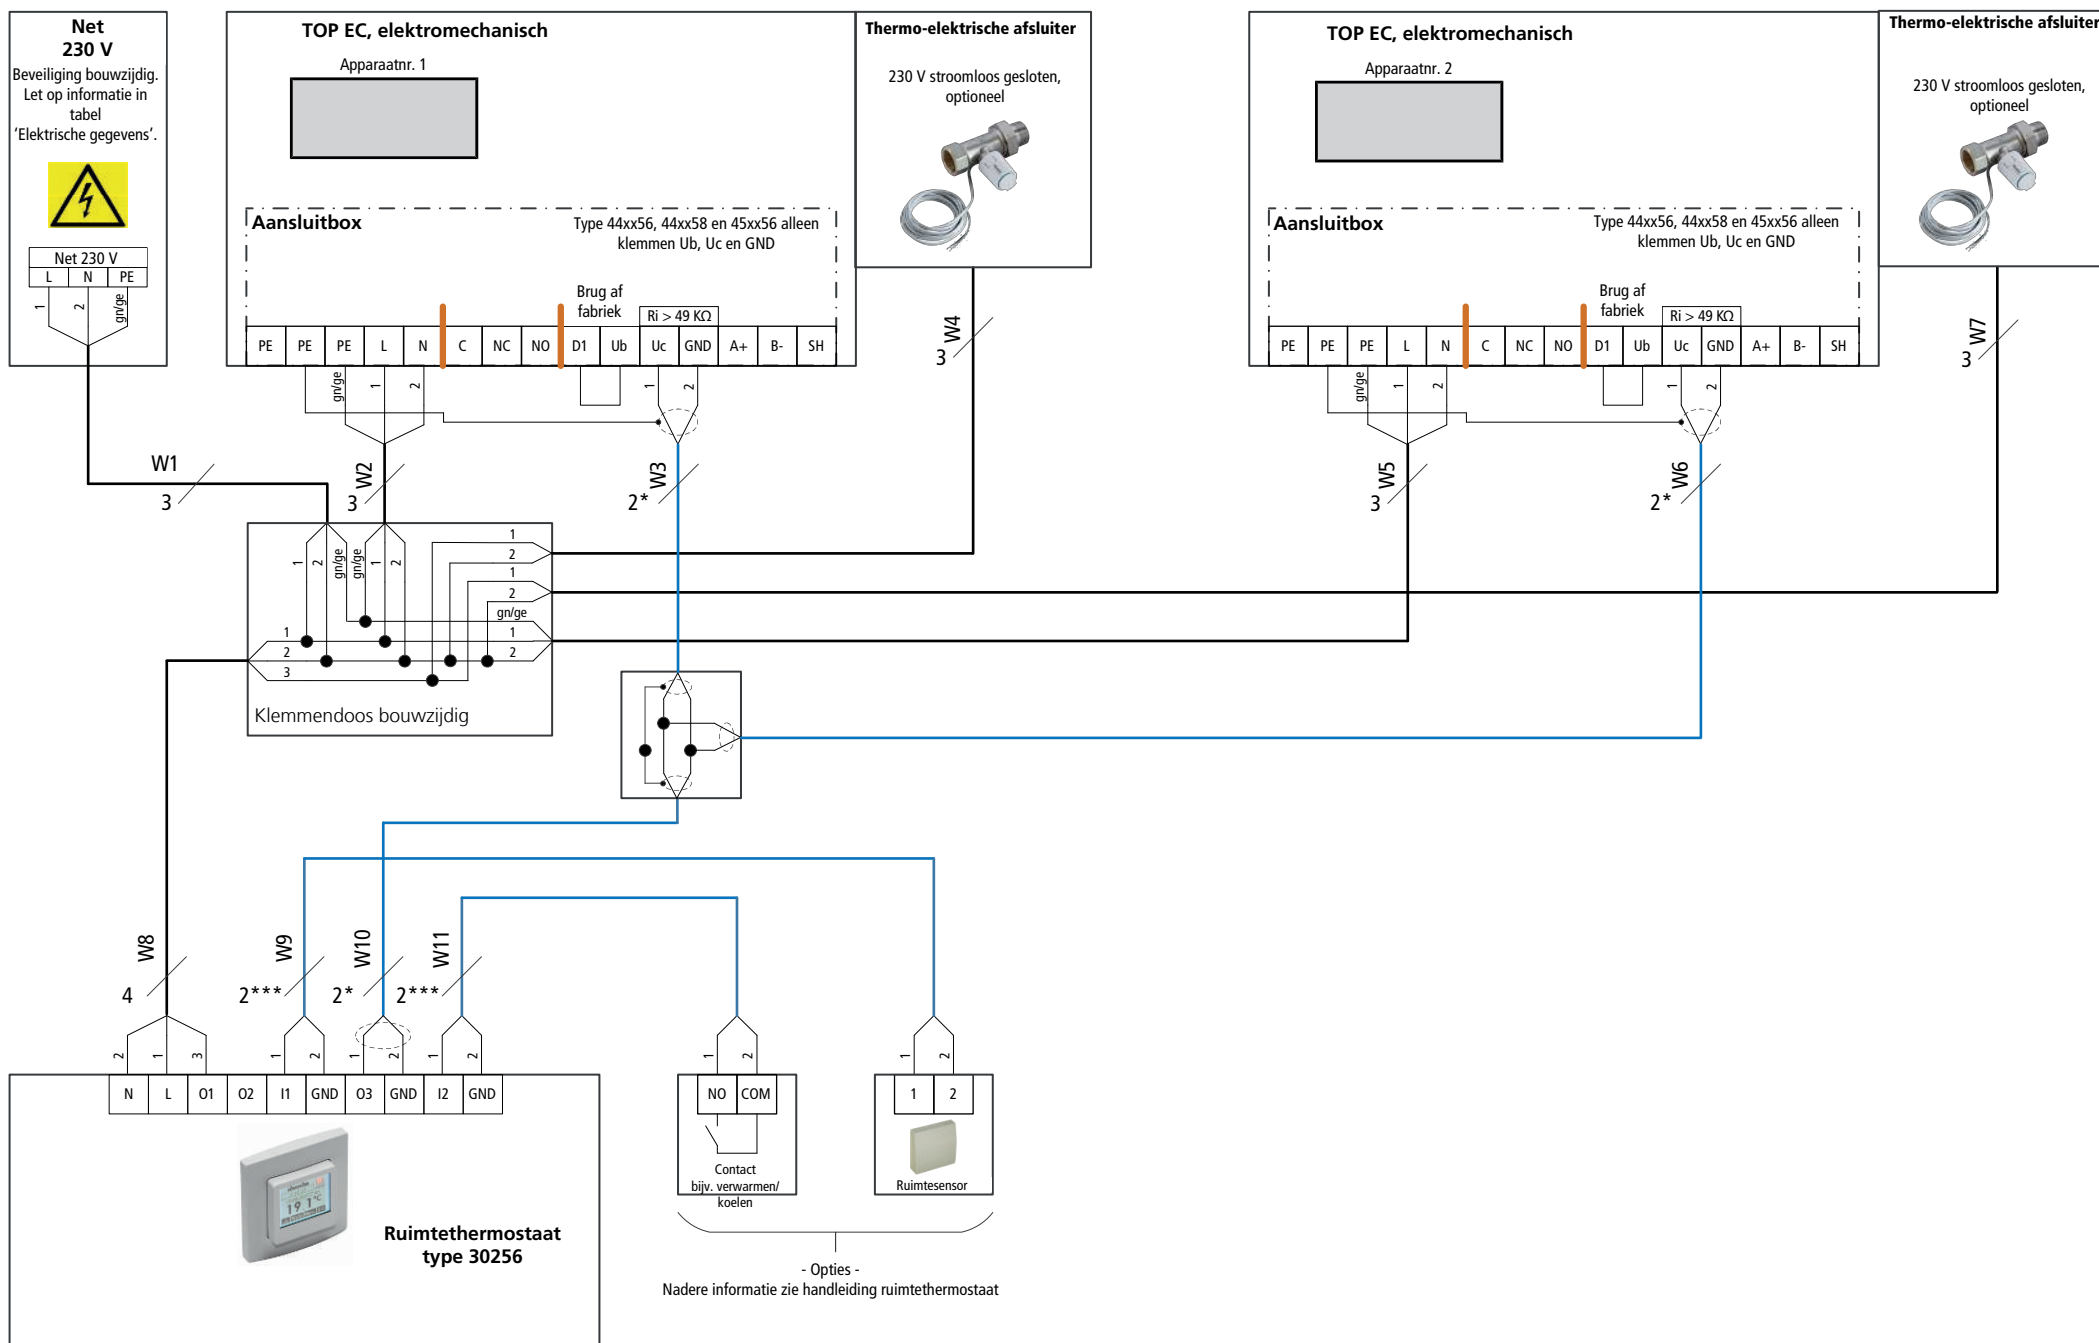 Net
230 V
Beveiliging bouwzijdig.
Let op informatie in
tabel
'Elektrische gegevens'.
Net 230 V
L N PE
1 2 gn/ge
TOP EC, elektromechanisch
Apparaatnr. 1
Aansluitbox
Type 44xx56, 44xx58 en 45xx56 alleen
klemmen Ub, Uc en GND
Brug af
fabriek
Ri > 49 KΩ
PE PE PE L N C NC NO D1 Ub Uc GND A+ B- SH
gn/ge 1 2 1 2
Thermo-elektrische afsluiter
230 V stroomloos gesloten,
optioneel
TOP EC, elektromechanisch
Apparaatnr. 2
Aansluitbox
Type 44xx56, 44xx58 en 45xx56 alleen
klemmen Ub, Uc en GND
Brug af
fabriek
Ri > 49 KΩ
PE PE PE L N C NC NO D1 Ub Uc GND A+ B- SH
gn/ge 1 2 1 2
Thermo-elektrische afsluiter
230 V stroomloos gesloten,
optioneel
W4
3
W7
3
W1
3
W2
3
W3
2*
W5
3
W6
2*
1 2 gn/ge gn/ge 1 2
1
2
1
2
gn/ge
1
2
1
2
3
Klemmendoos bouwzijdig
W8
4
W9
2***
W10
2*
W11
2***
2 1 3 1 2 1 2 1 2
N L O1 O2 I1 GND O3 GND I2 GND
19.1°C
Ruimtethermostaat
type 30256
1 2
NO COM
Contact
bijv. verwarmen/
koelen
1 2
1 2
Ruimtesensor
- Opties -
Nadere informatie zie handleiding ruimtethermostaat